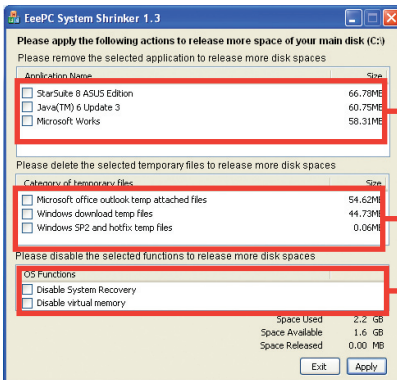 EeePC System Shrinker 1.3
Please apply the following actions to release more space of your main disk (C:\)
Please remove the selected application to release more disk spaces
Application Name Size
StarSuite 8 ASUS Edition 66.78MB
Java(TM) 6 Update 3 60.75MB
Microsoft Works 58.31MB
Please delete the selected temporary files to release more disk spaces
Category of temporary files Size
Microsoft office outlook temp attached files 54.62MB
Windows download temp files 44.73MB
Windows SP2 and hotfix temp files 0.06MB
Please disable the selected functions to release more disk spaces
OS Functions
Disable System Recovery
Disable virtual memory
Space Used 2.2 GB
Space Available 1.6 GB
Space Released 0.00 MB
Exit Apply